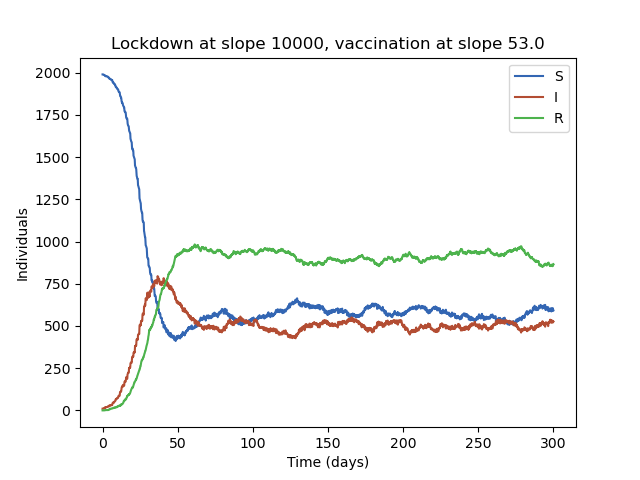 Lockdown at slope 10000, vaccination at slope 53.0
S
I
R
Individuals
2000
1750
1500
1250
1000
750
500
250
0
0 50 100 150 200 250 300
Time (days)